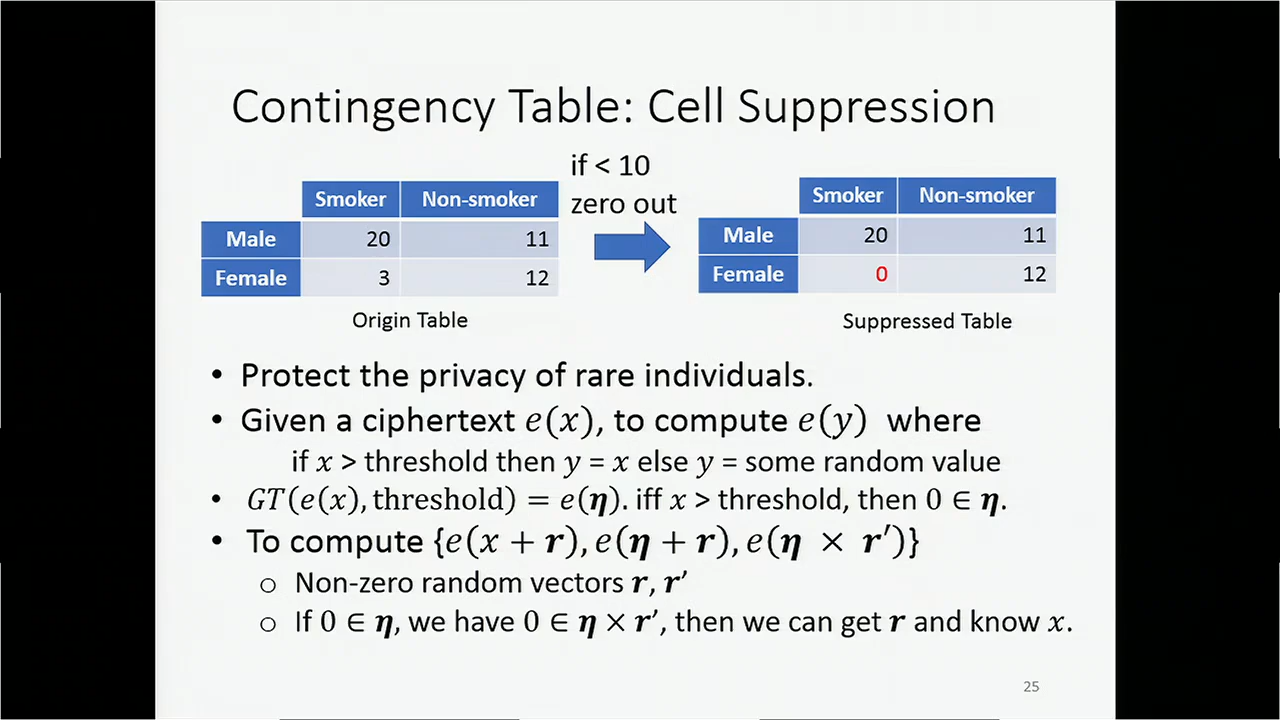 Contingency Table: Cell Suppression
if < 10
zero out
Smoker Non-smoker
Male 20 11
Female 3 12
Origin Table
Smoker Non-smoker
Male 20 11
Female 0 12
Suppressed Table
• Protect the privacy of rare individuals.
• Given a ciphertext e(x), to compute e(y) where
if x > threshold then y = x else y = some random value
• GT(e(x), threshold) = e(η). iff x > threshold, then 0 ∈ η.
• To compute {e(x + r), e(η + r), e(η × r′)}
○ Non-zero random vectors r, r′
○ If 0 ∈ η, we have 0 ∈ η × r′, then we can get r and know x.
25